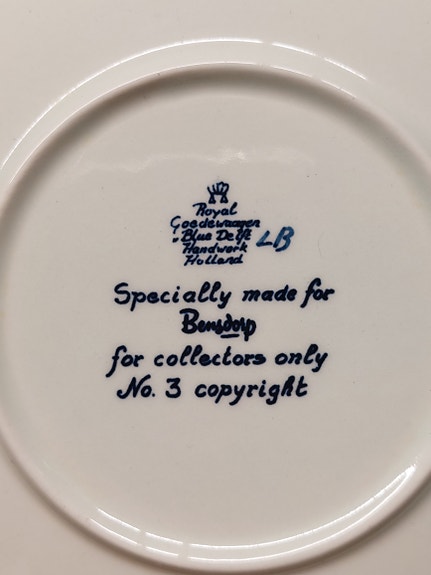 Royal
Goedewaagen
"Blue Delft
Handwork
Holland
LB
Specially made for
Bensdorp
for collectors only
No. 3 copyright